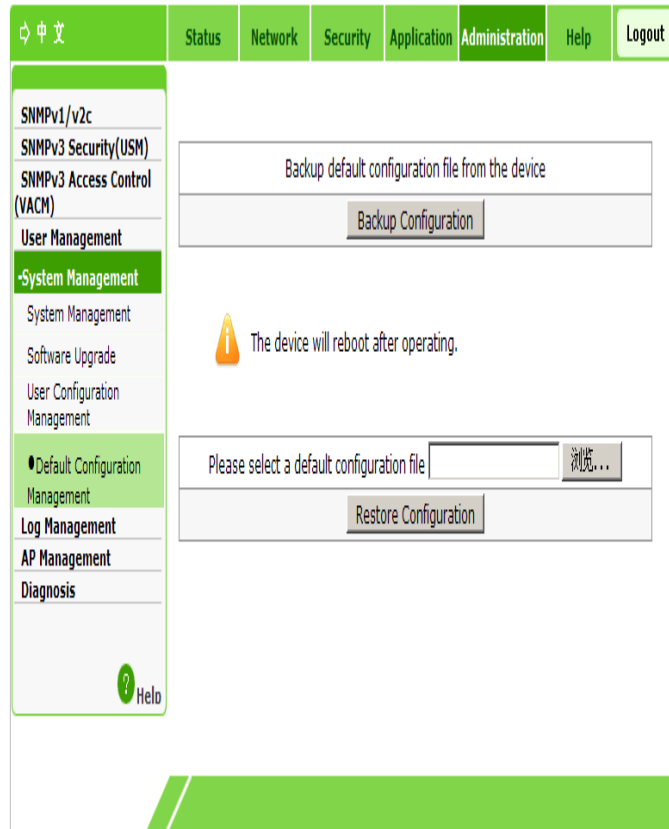 中文
Status Network Security Application Administration Help Logout
SNMPv1/v2c
SNMPv3 Security(USM)
SNMPv3 Access Control
(VACM)
User Management
-System Management
System Management
Software Upgrade
User Configuration
Management
●Default Configuration
Management
Log Management
AP Management
Diagnosis
? Help
Backup default configuration file from the device
Backup Configuration
The device will reboot after operating.
Please select a default configuration file 浏览...
Restore Configuration